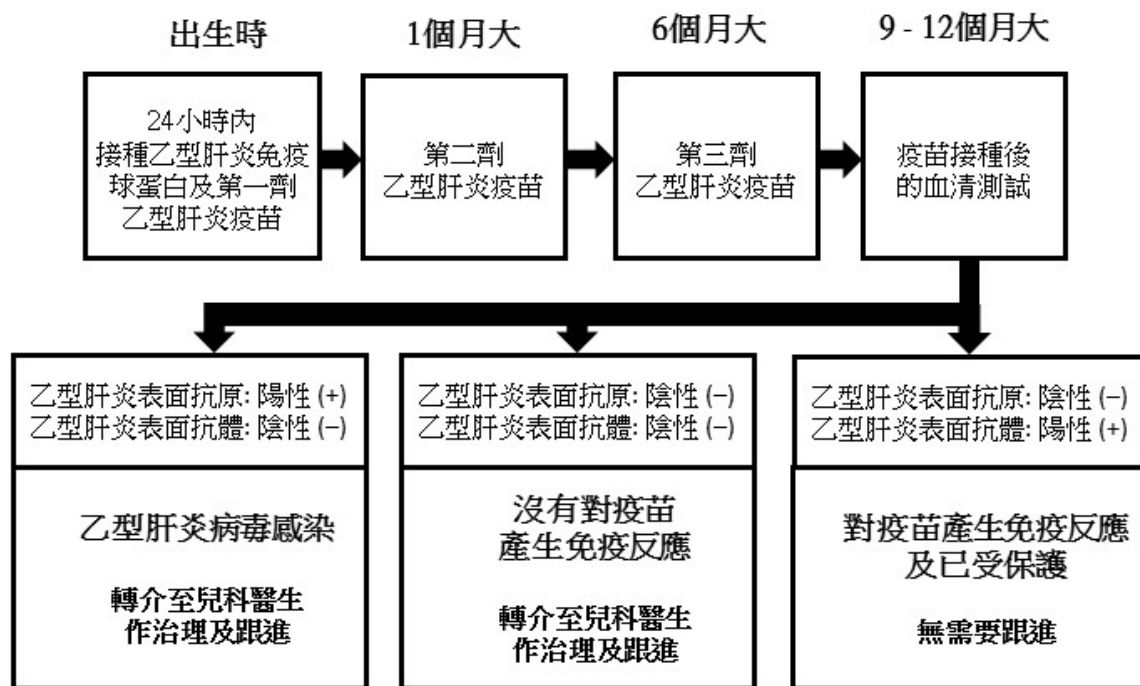 出生時
1個月大
6個月大
9 - 12個月大
24小時內
接種乙型肝炎免疫
球蛋白及第一劑
乙型肝炎疫苗
第二劑
乙型肝炎疫苗
第三劑
乙型肝炎疫苗
疫苗接種後
的血清測試
乙型肝炎表面抗原: 陽性 (+)
乙型肝炎表面抗體: 陰性 (–)
乙型肝炎病毒感染
轉介至兒科醫生
作治理及跟進
乙型肝炎表面抗原: 陰性 (–)
乙型肝炎表面抗體: 陰性 (–)
沒有對疫苗
產生免疫反應
轉介至兒科醫生
作治理及跟進
乙型肝炎表面抗原: 陰性 (–)
乙型肝炎表面抗體: 陽性 (+)
對疫苗產生免疫反應
及已受保護
無需要跟進